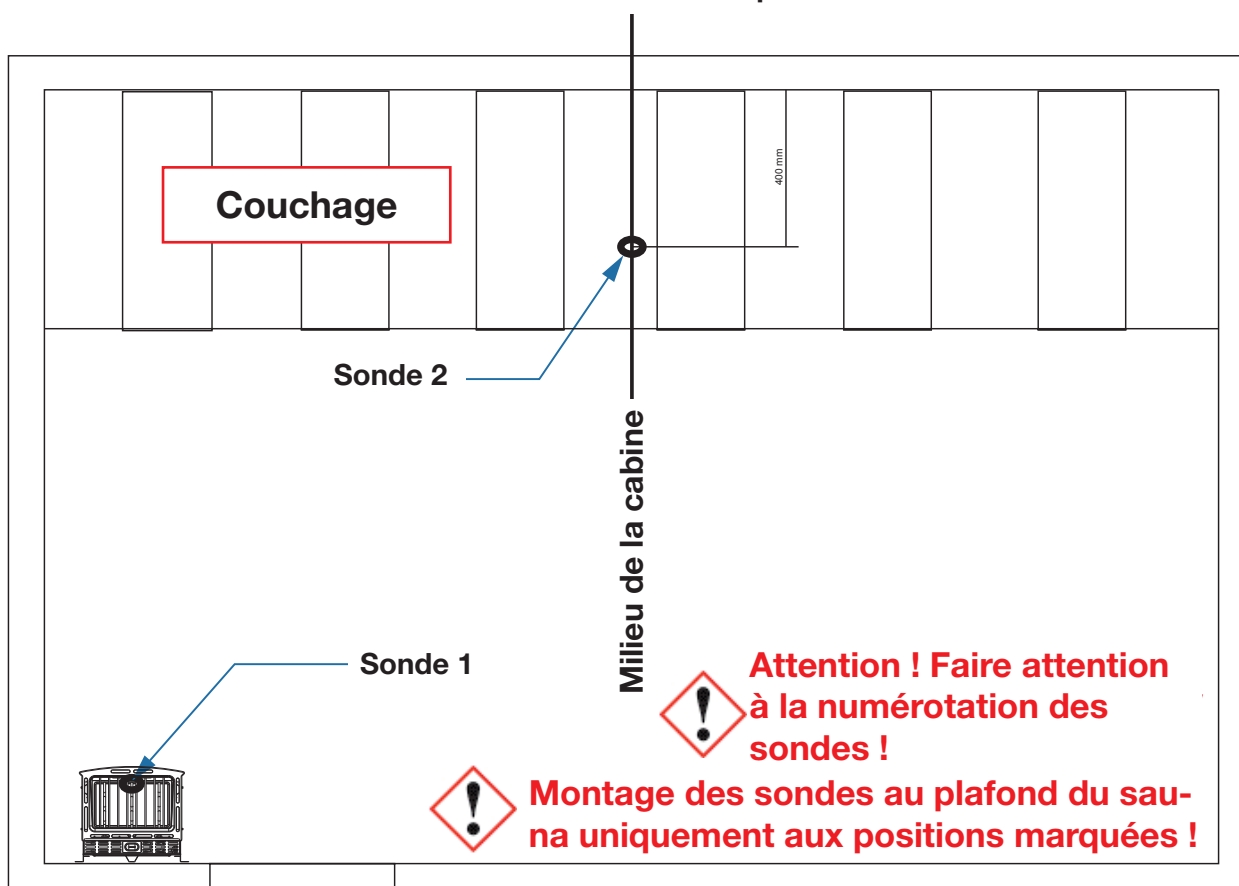 Couchage
400 mm
Sonde 2
Milieu de la cabine
Sonde 1
Attention ! Faire attention
à la numérotation des
sondes !
Montage des sondes au plafond du sau-
na uniquement aux positions marquées !